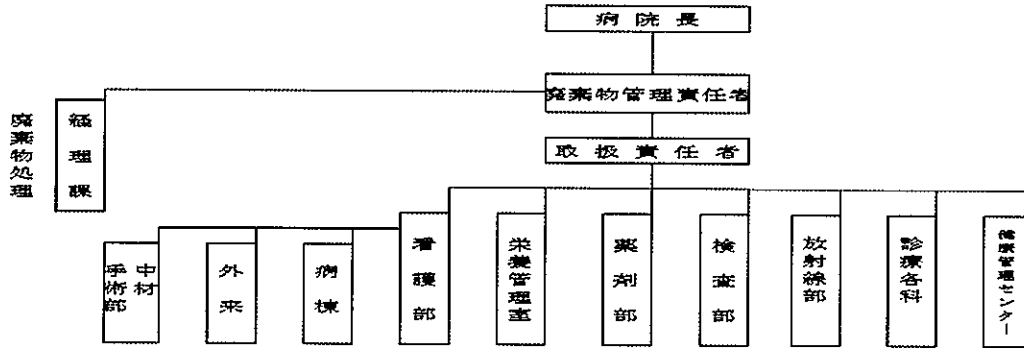 病院長
廃棄物管理責任者
取扱責任者
廃棄物処理
経理課
中材
手術部
外来
病棟
看護部
栄養管理室
薬剤部
検査部
放射線部
診療各科
健康管理センター